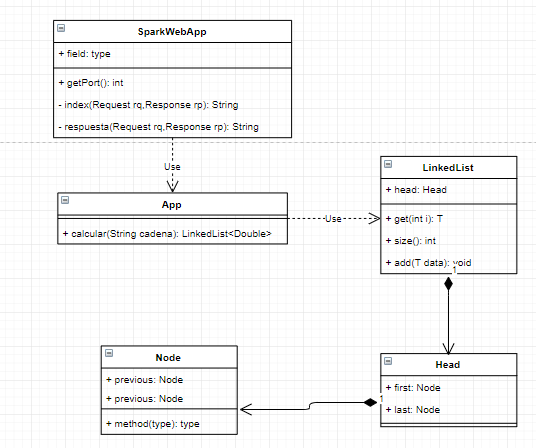 SparkWebApp
+ field: type
+ getPort(): int
- index(Request rq,Response rp): String
- respuesta(Request rq,Response rp): String
Use
App
+ calcular(String cadena): LinkedList<Double>
Use
LinkedList
+ head: Head
+ get(int i): T
+ size(): int
+ add(T data): void
1
Head
+ first: Node
+ last: Node
1
Node
+ previous: Node
+ previous: Node
+ method(type): type